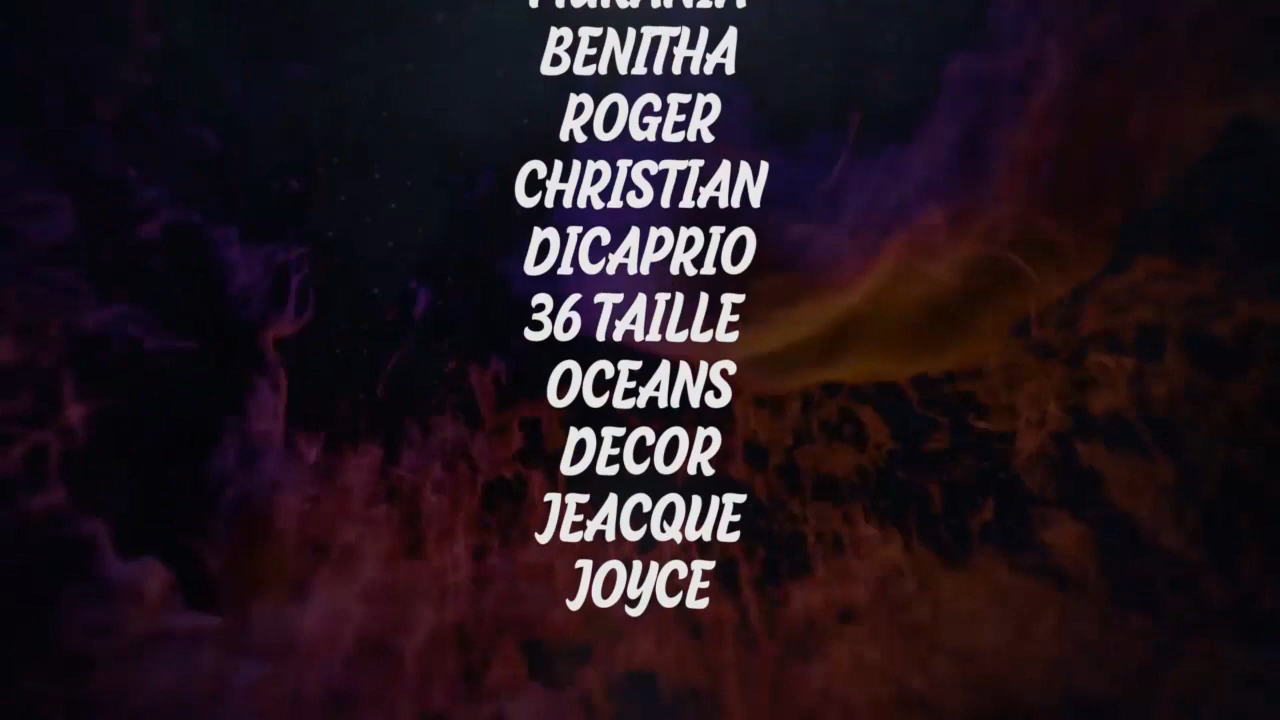 BENITHA
ROGER
CHRISTIAN
DICAPRIO
36 TAILLE
OCEANS
DECOR
JEACQUE
JOYCE